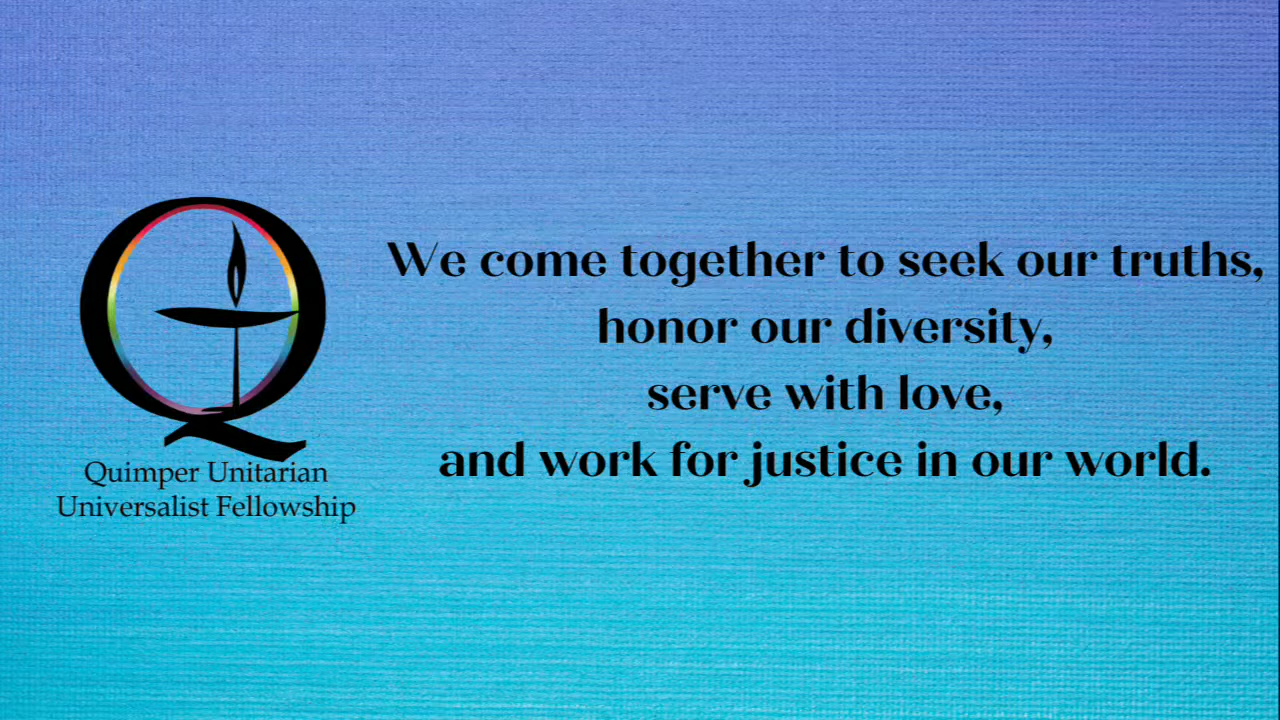 Quimper Unitarian
Universalist Fellowship
We come together to seek our truths,
honor our diversity,
serve with love,
and work for justice in our world.